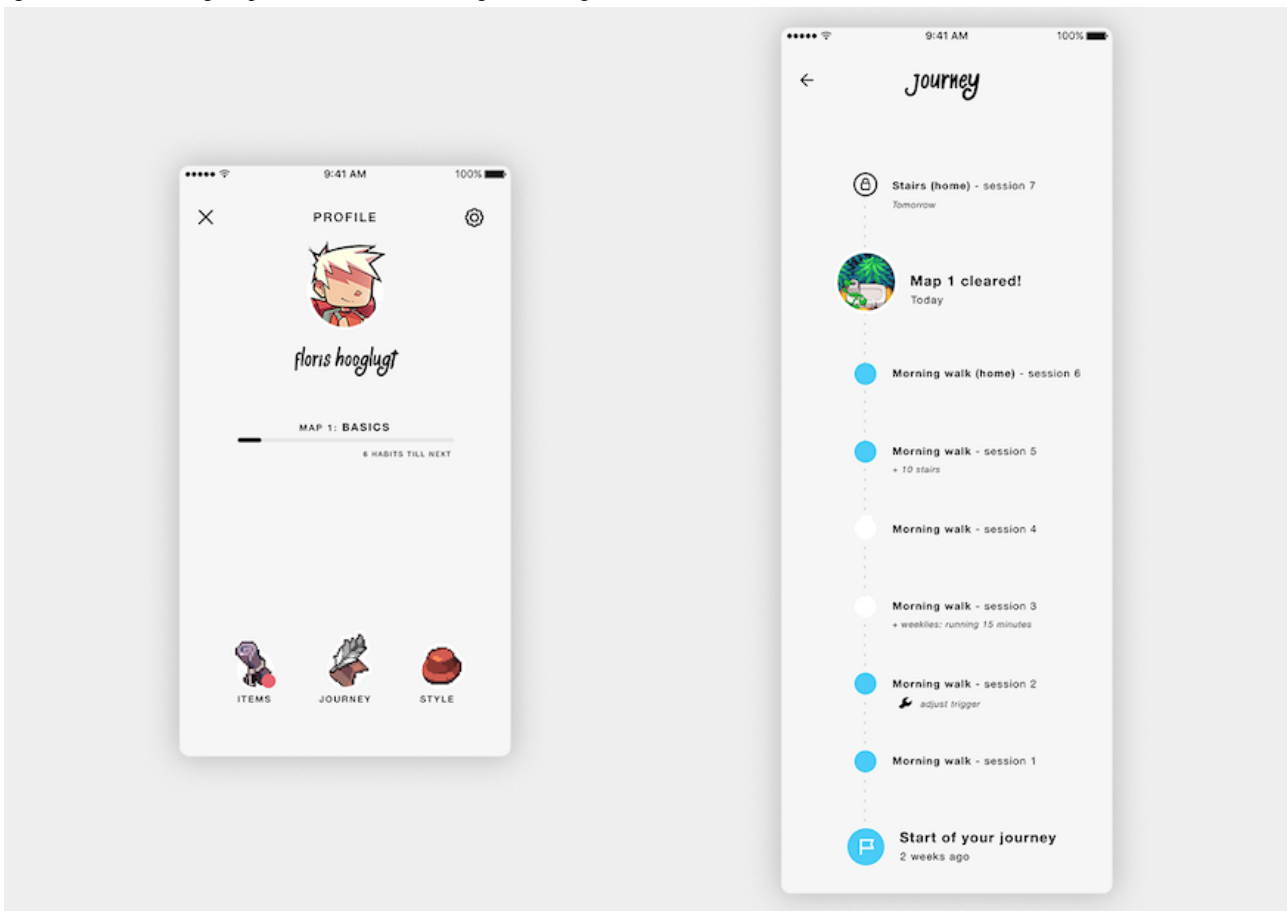 9:41 AM
100%
PROFILE
floris hooglugt
MAP 1: BASICS
6 HABITS TILL NEXT
ITEMS
JOURNEY
STYLE
9:41 AM
100%
journey
Stairs (home) - session 7
Tomorrow
Map 1 cleared!
Today
Morning walk (home) - session 6
Morning walk - session 5
+ 10 stairs
Morning walk - session 4
Morning walk - session 3
+ weeklies: running 15 minutes
Morning walk - session 2
adjust trigger
Morning walk - session 1
Start of your journey
2 weeks ago